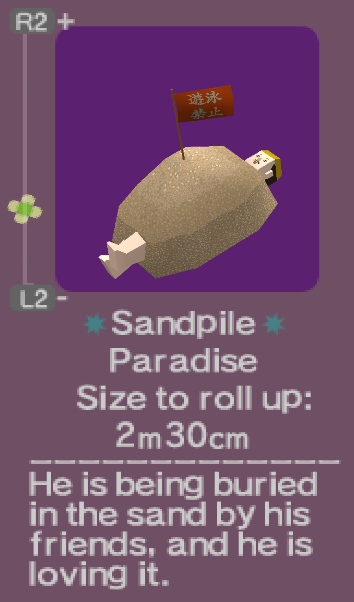 R2 +
遊泳
禁止
L2 -
Sandpile
Paradise
Size to roll up:
2m30cm
He is being buried
in the sand by his
friends, and he is
loving it.